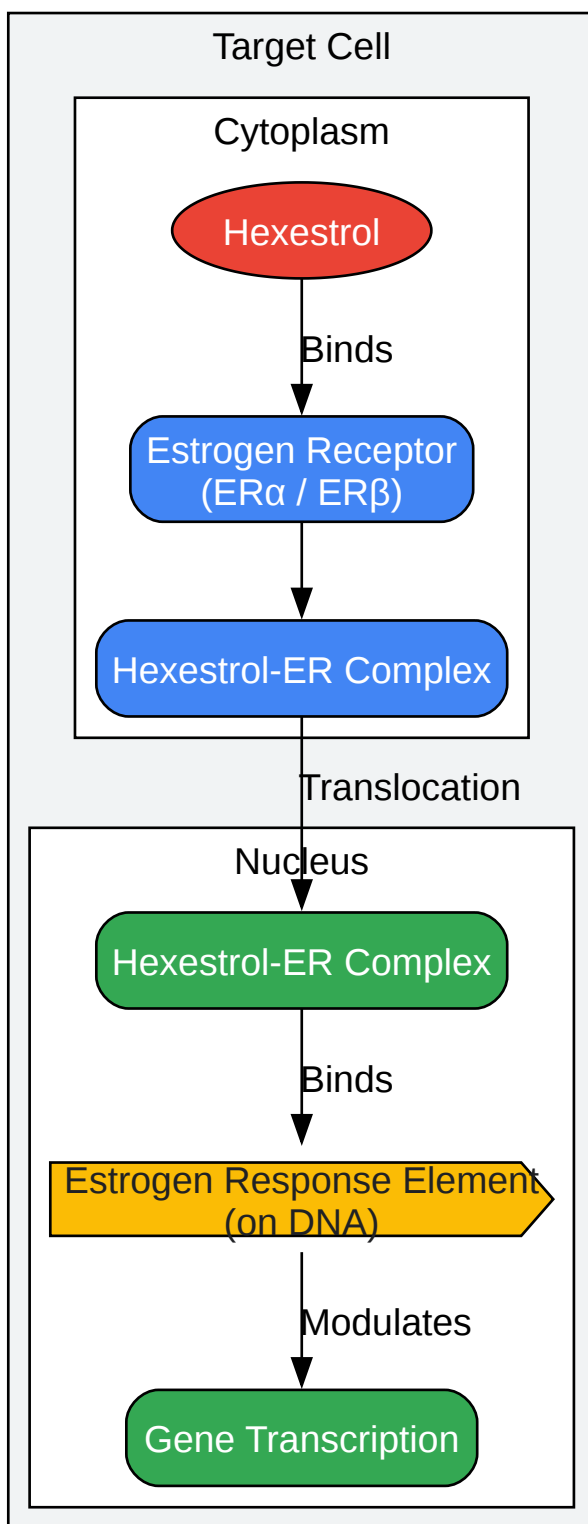 Target Cell
Cytoplasm
Hexestrol
Binds
Estrogen Receptor
(ERα / ERβ)
Hexestrol-ER Complex
Translocation
Nucleus
Hexestrol-ER Complex
Binds
Estrogen Response Element
(on DNA)
Modulates
Gene Transcription